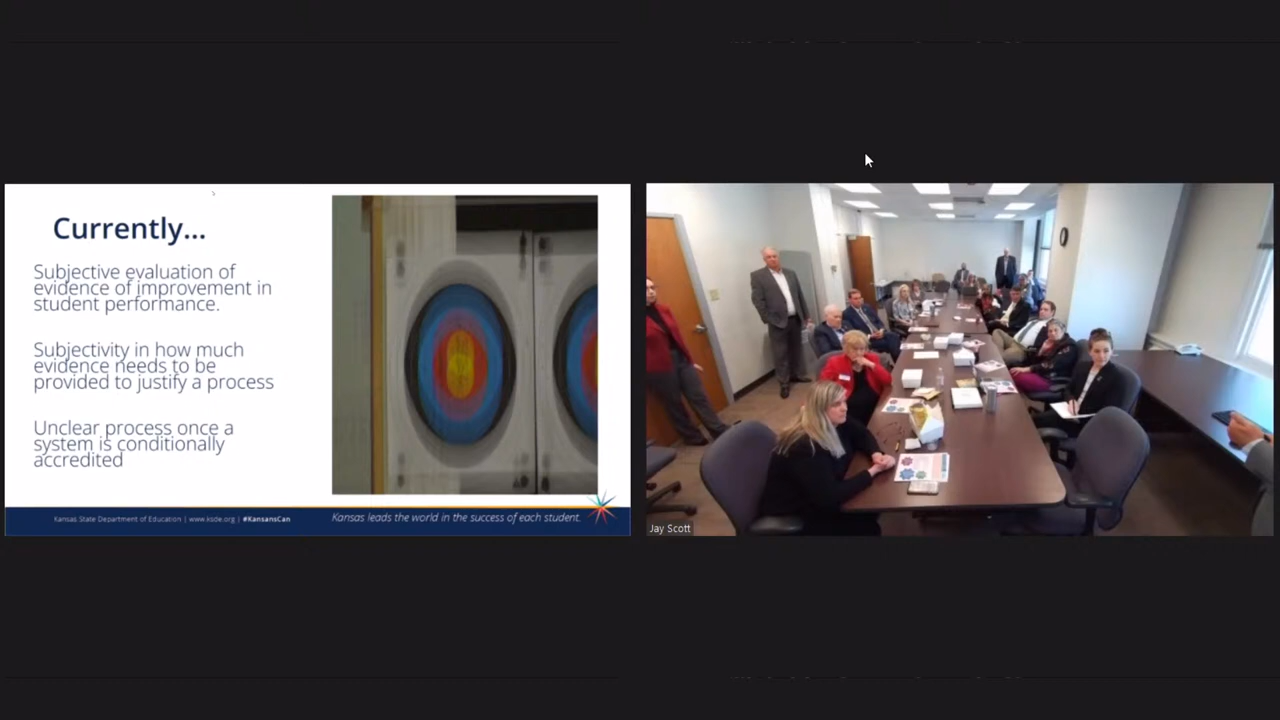 Currently...
Subjective evaluation of
evidence of improvement in
student performance.
Subjectivity in how much
evidence needs to be
provided to justify a process
Unclear process once a
system is conditionally
accredited
Kansas State Department of Education | www.ksde.org | #KansansCan
Kansas leads the world in the success of each student.
Jay Scott